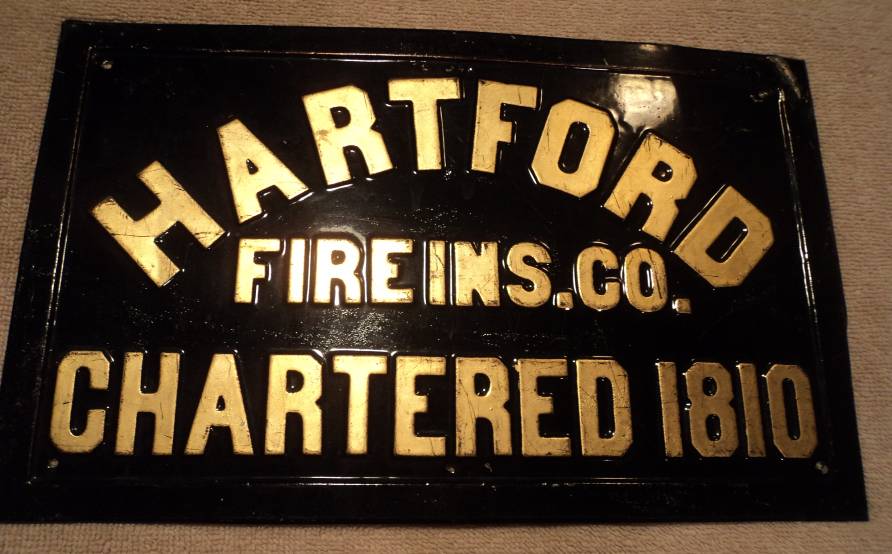 HARTFORD
FIRE INS. CO.
CHARTERED 1810